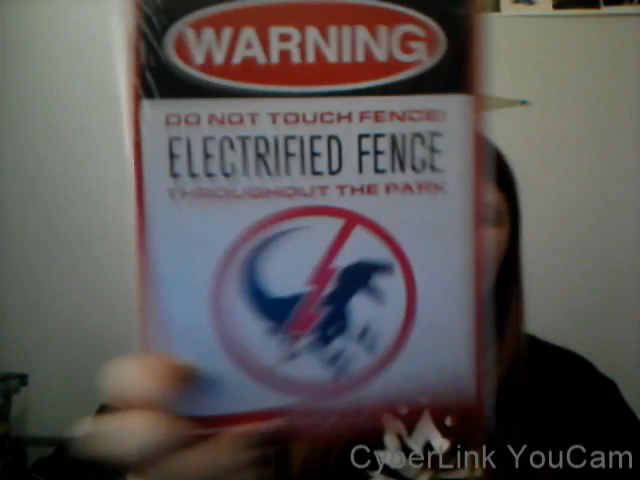 WARNING
DO NOT TOUCH FENCE!
ELECTRIFIED FENCE
THROUGHOUT THE PARK
CyberLink YouCam